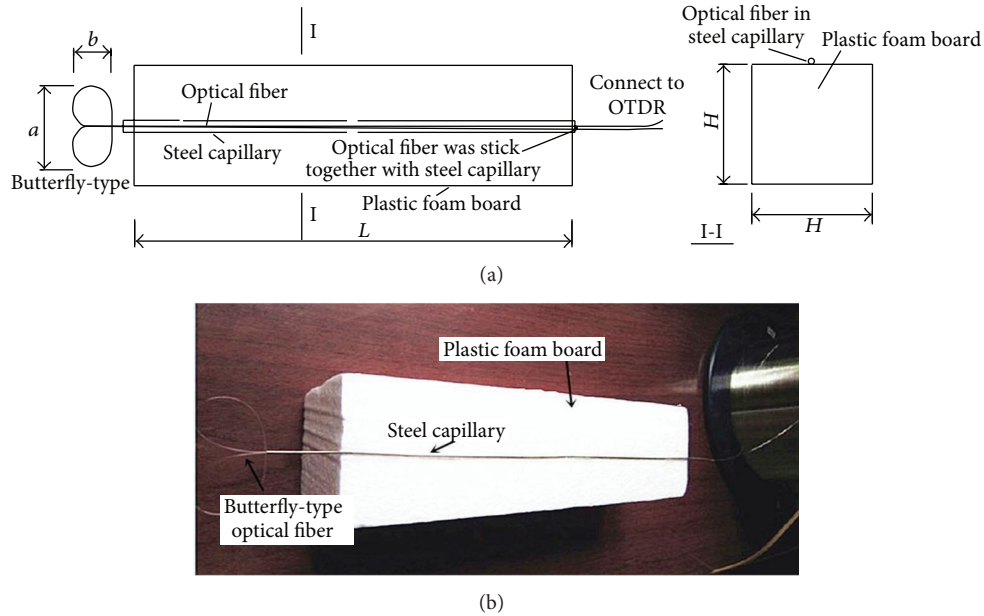 I
b
a
Optical fiber
Steel capillary
Butterfly-type
Connect to
OTDR
Optical fiber was stick
together with steel capillary
Plastic foam board
I
L
Optical fiber in
steel capillary
Plastic foam board
H
H
I-I
(a)
Plastic foam board
Steel capillary
Butterfly-type
optical fiber
(b)